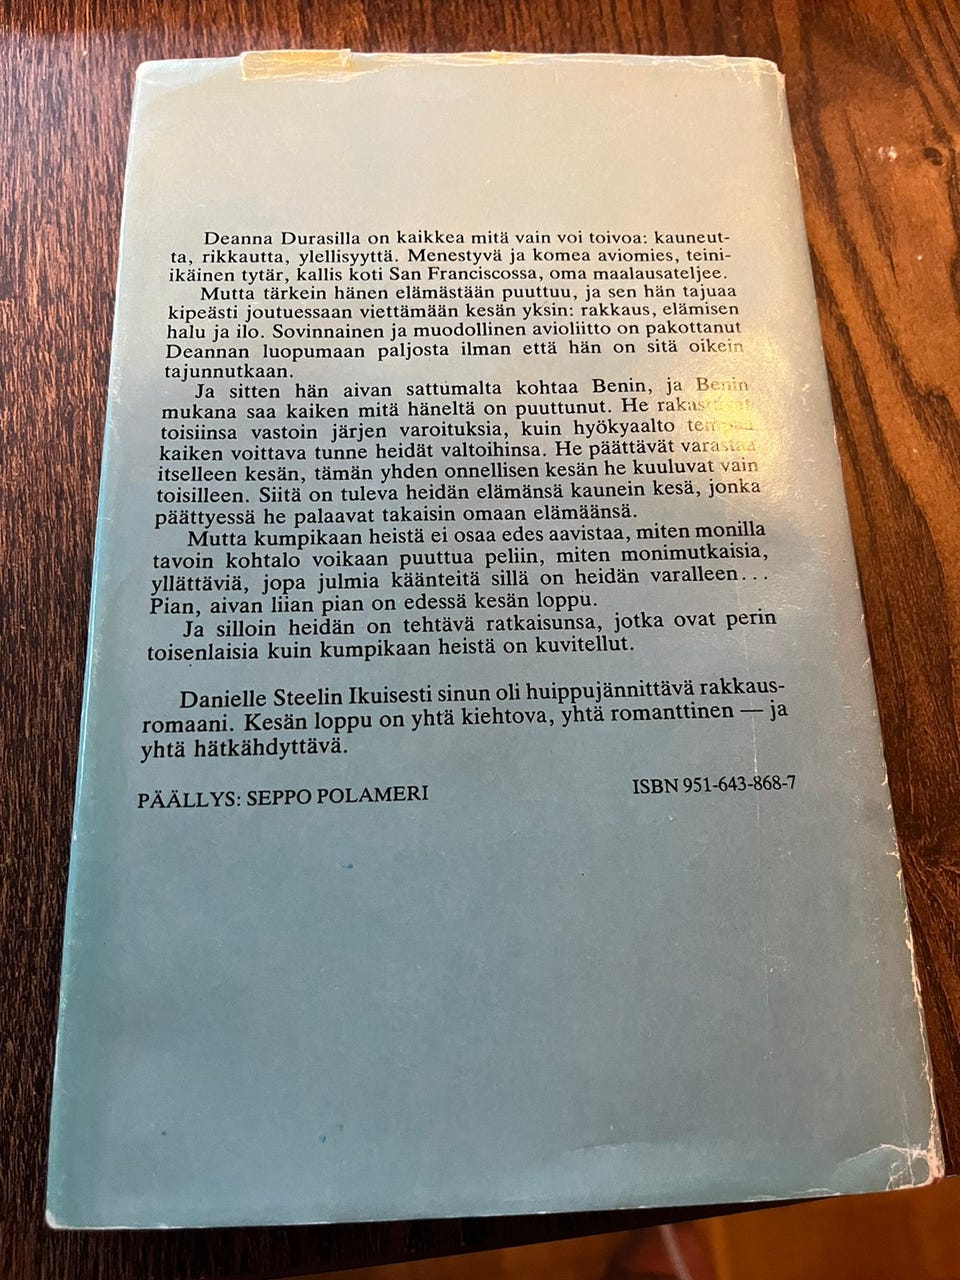 Deanna Durasilla on kaikkea mitä vain voi toivoa: kauneut-
ta, rikkautta, ylellisyyttä. Menestyvä ja komea aviomies, teini-
ikäinen tytär, kallis koti San Franciscossa, oma maalausateljee.
Mutta tärkein hänen elämästään puuttuu, ja sen hän tajuaa
kipeästi joutuessaan viettämään kesän yksin: rakkaus, elämisen
halu ja ilo. Sovinnainen ja muodollinen avioliitto on pakottanut
Deannan luopumaan paljosta ilman että hän on sitä oikein
tajunnutkaan.
Ja sitten hän aivan sattumalta kohtaa Benin, ja Benin
mukana saa kaiken mitä häneltä on puuttunut. He rakastuvat
toisiinsa vastoin järjen varoituksia, kuin hyökyaalto tempaa
kaiken voittava tunne heidät valtoihinsa. He päättävät varastaa
itselleen kesän, tämän yhden onnellisen kesän he kuuluvat vain
toisilleen. Siitä on tuleva heidän elämänsä kaunein kesä, jonka
päättyessä he palaavat takaisin omaan elämäänsä.
Mutta kumpikaan heistä ei osaa edes aavistaa, miten monilla
tavoin kohtalo voikaan puuttua peliin, miten monimutkaisia,
yllättäviä, jopa julmia käänteitä sillä on heidän varalleen...
Pian, aivan liian pian on edessä kesän loppu.
Ja silloin heidän on tehtävä ratkaisunsa, jotka ovat perin
toisenlaisia kuin kumpikaan heistä on kuvitellut.
Danielle Steelin Ikuisesti sinun oli huippujännittävä rakkaus-
romaani. Kesän loppu on yhtä kiehtova, yhtä romanttinen — ja
yhtä hätkähdyttävä.
PÄÄLLYS: SEPPO POLAMERI
ISBN 951-643-868-7